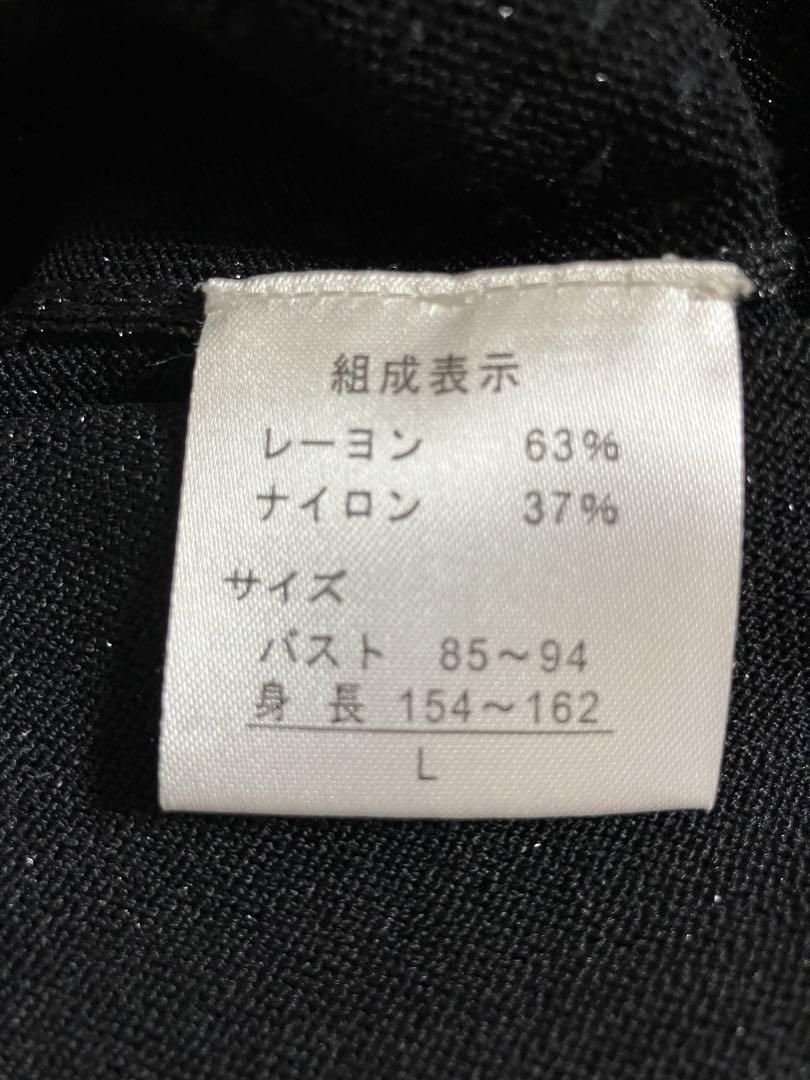 組成表示
レーヨン 63%
ナイロン 37%
サイズ
バスト 85～94
身 長 154～162
L